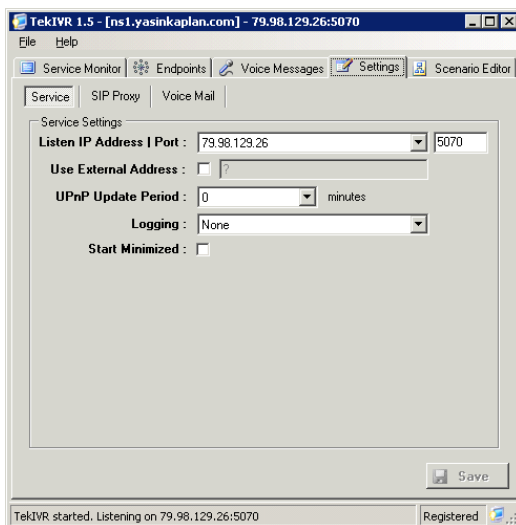 TekIVR 1.5 - [ns1.yasinkaplan.com] - 79.98.129.26:5070
File Help
Service Monitor Endpoints Voice Messages Settings Scenario Editor
Service SIP Proxy Voice Mail
Service Settings
Listen IP Address | Port : 79.98.129.26 5070
Use External Address : ?
UPnP Update Period : 0 minutes
Logging : None
Start Minimized :
Save
TekIVR started. Listening on 79.98.129.26:5070 Registered